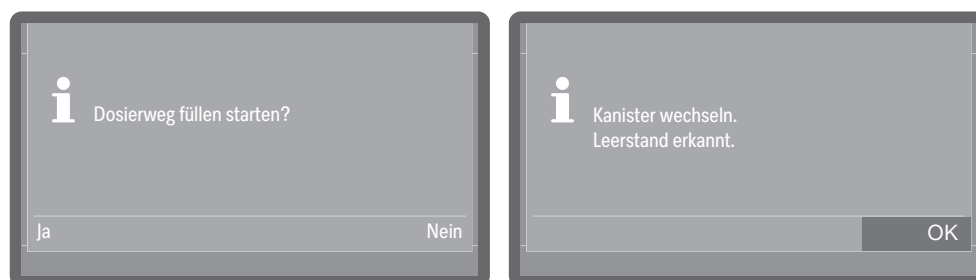 Dosierweg füllen starten?
Ja
Nein
Kanister wechseln.
Leerstand erkannt.
OK